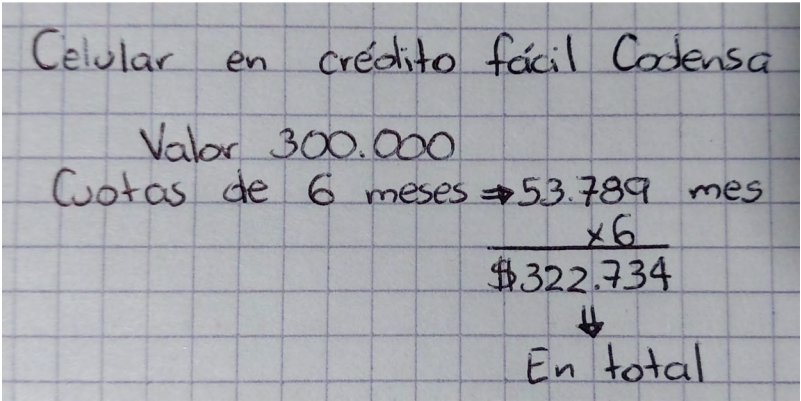 Celular en crédito fácil Codensa
Valor 300.000
Cuotas de 6 meses ⇒ 53.789 mes
x6
$322.734
⇓
En total